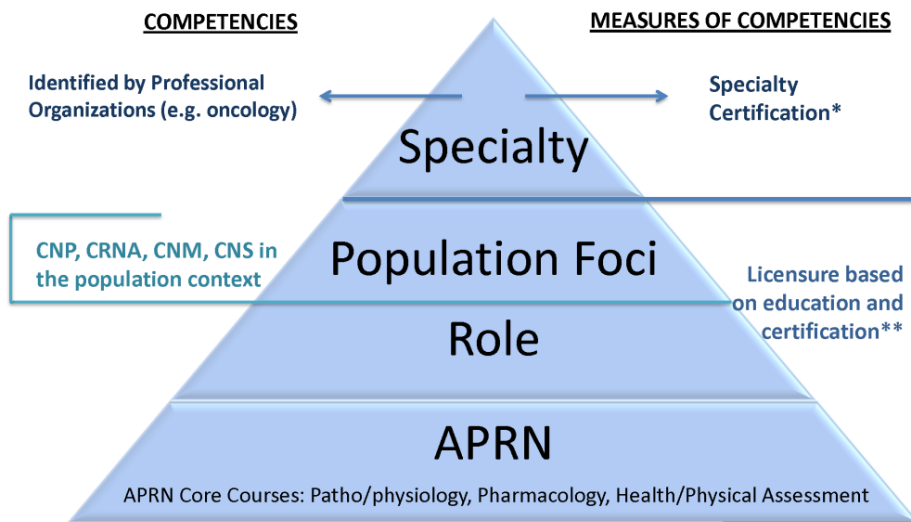 COMPETENCIES
MEASURES OF COMPETENCIES
Identified by Professional
Organizations (e.g. oncology)
Specialty
Certification*
Specialty
CNP, CRNA, CNM, CNS in
the population context
Population Foci
Licensure based
on education and
certification**
Role
APRN
APRN Core Courses: Patho/physiology, Pharmacology, Health/Physical Assessment